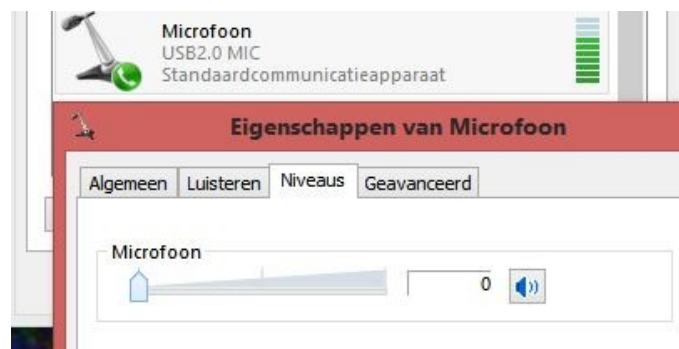 Microfoon
USB2.0 MIC
Standaardcommunicatieapparaat
Eigenschappen van Microfoon
Algemeen Luisteren Niveaus Geavanceerd
Microfoon
0